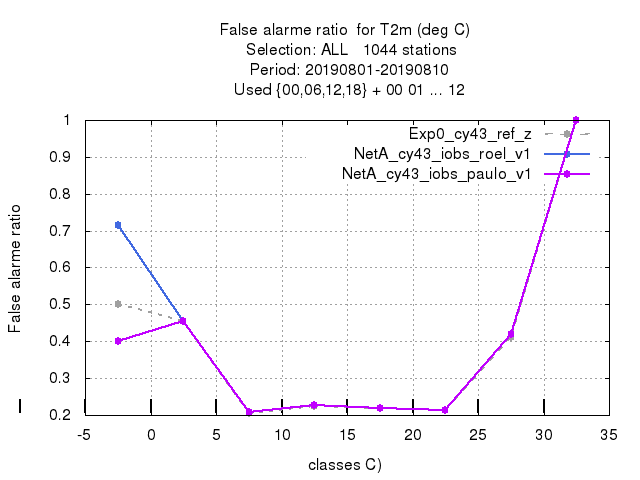 False alarme ratio  for T2m (deg C)
Selection: ALL   1044 stations
Period: 20190801-20190810
Used {00,06,12,18} + 00 01 ... 12
Exp0_cy43_ref_z
NetA_cy43_iobs_roel_v1
NetA_cy43_iobs_paulo_v1
False alarme ratio
1
0.9
0.8
0.7
0.6
0.5
0.4
0.3
0.2
-5 0 5 10 15 20 25 30 35
classes C)